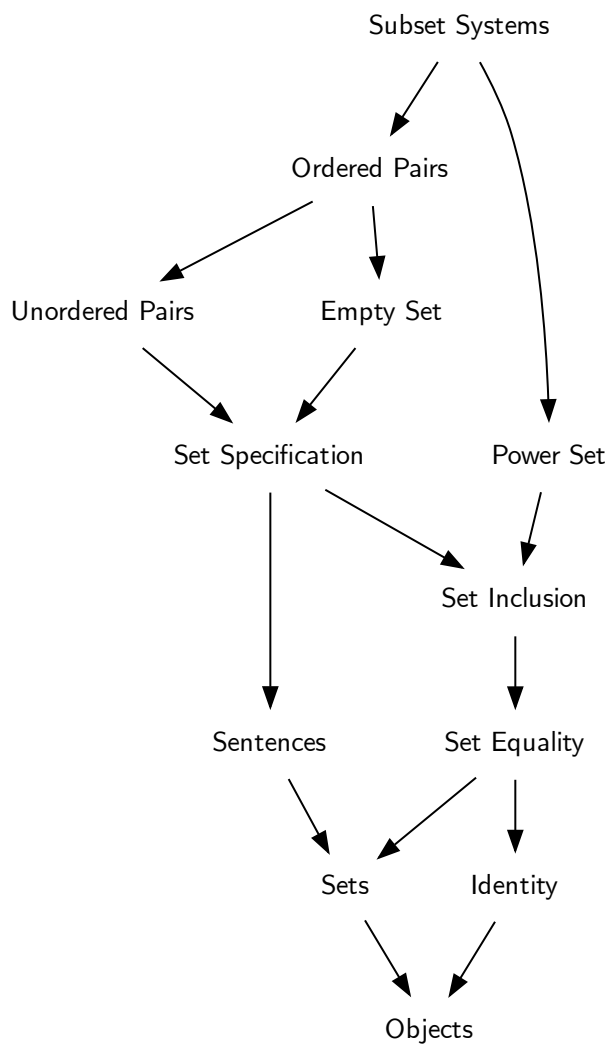 Subset Systems
Ordered Pairs
Unordered Pairs
Empty Set
Set Specification
Power Set
Set Inclusion
Sentences
Set Equality
Sets
Identity
Objects